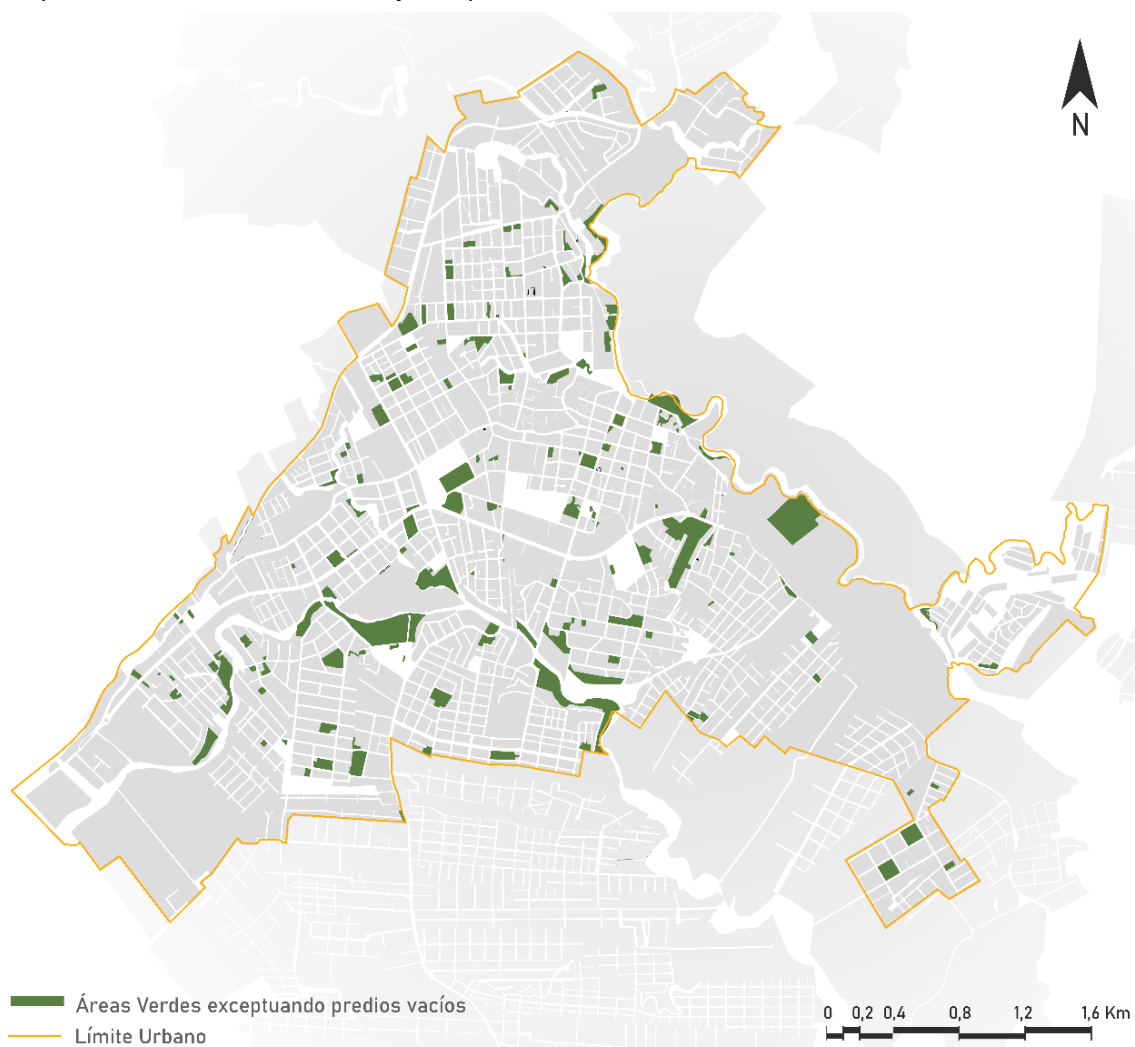 N
Áreas Verdes exceptuando predios vacíos
Límite Urbano
0 0,2 0,4 0,8 1,2 1,6 Km